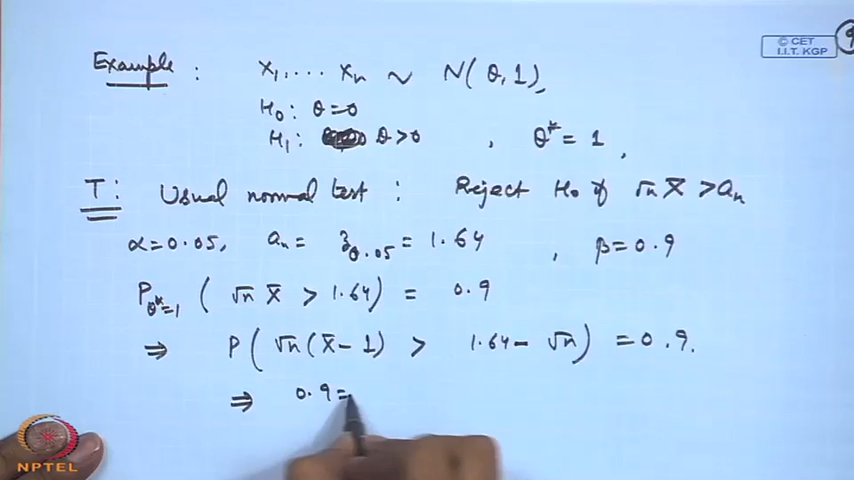 © CET
I.I.T. KGP
9
Example : X₁, .... Xₙ ~ N(θ, 1),
H₀: θ = 0
H₁: θ > 0 , θ* = 1 ,
T: Usual normal test : Reject H₀ if √n X̄ > aₙ
α = 0.05, aₙ = z₀.₀₅ = 1.64 , β = 0.9
P_{θ*=1} ( √n X̄ > 1.64) = 0.9
⇒ P( √n (X̄ - 1) > 1.64 - √n ) = 0.9.
⇒ 0.9 =
NPTEL